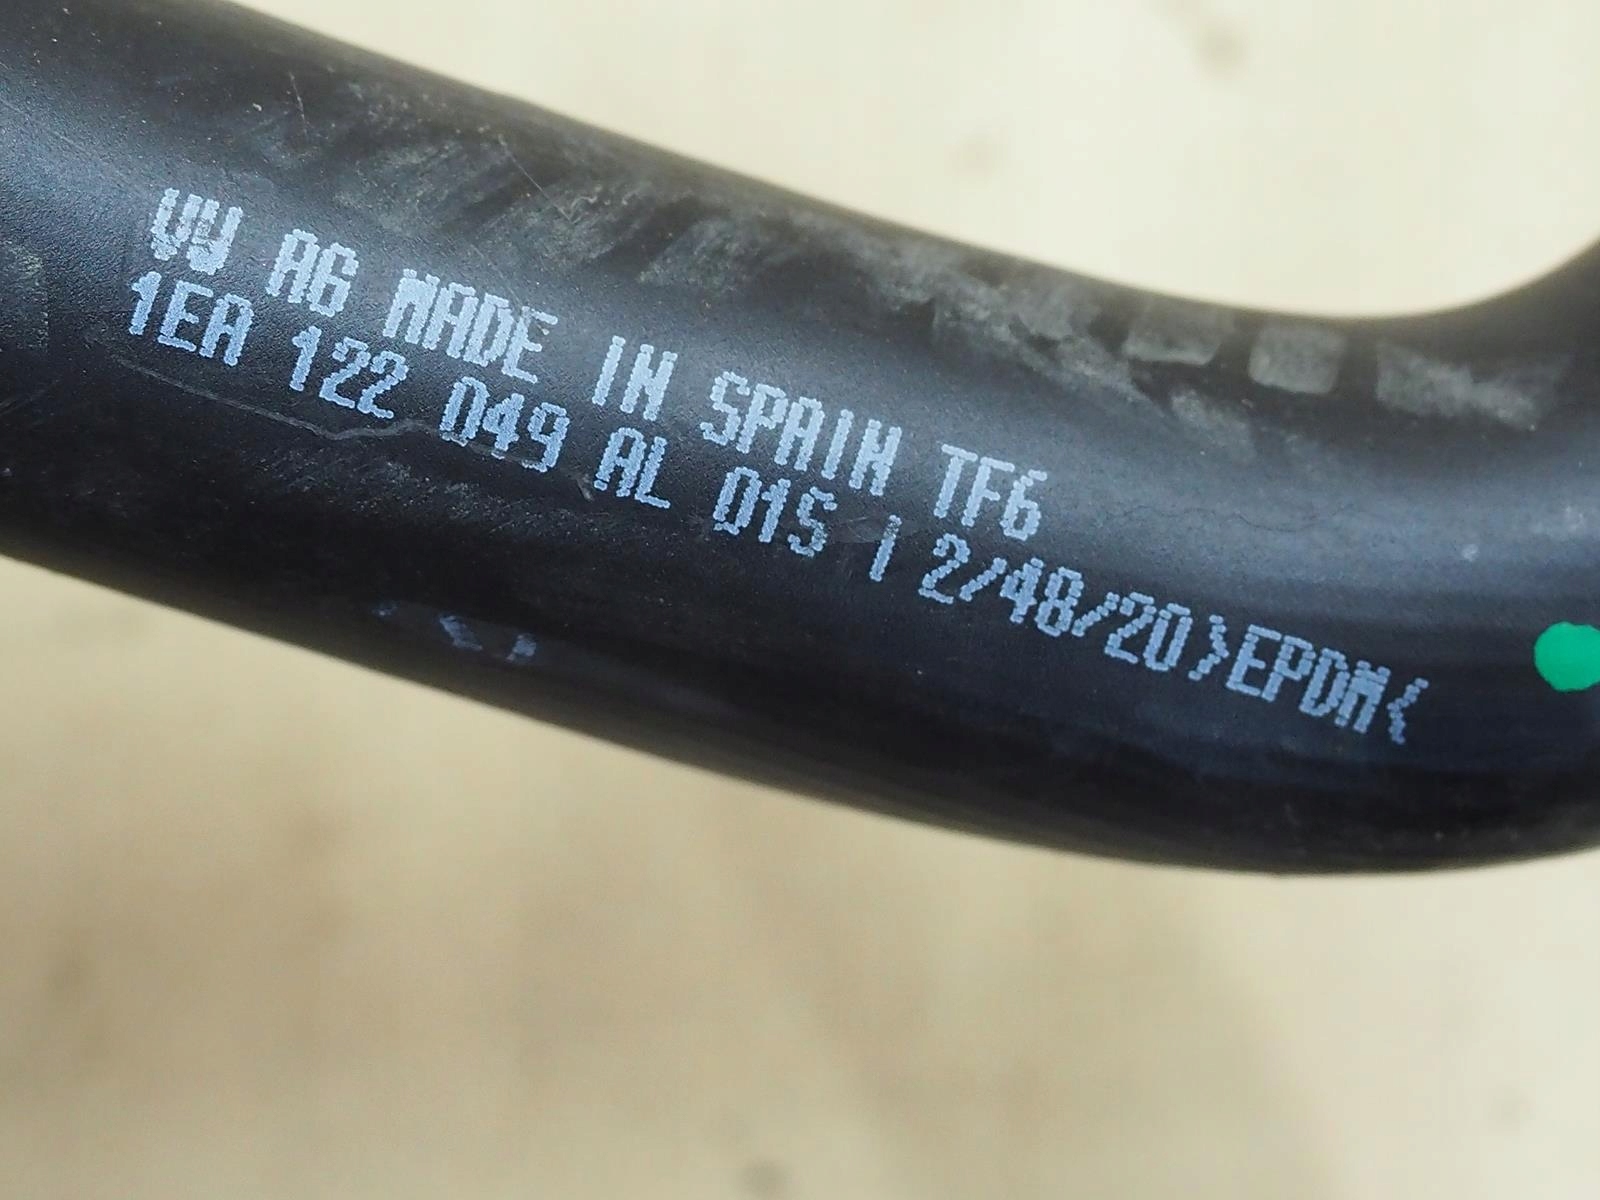 VW AG MADE IN SPAIN TF6
1EA 122 049 AL 01S | 2/48/20>EPDM<